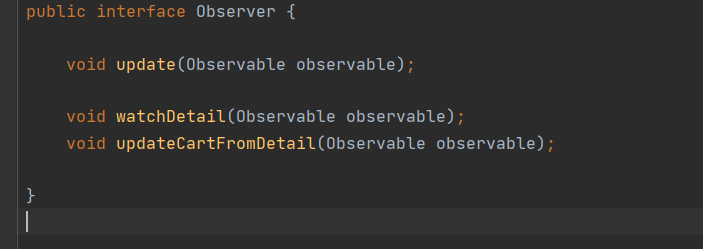 public interface Observer {
void update(Observable observable);
void watchDetail(Observable observable);
void updateCartFromDetail(Observable observable);
}